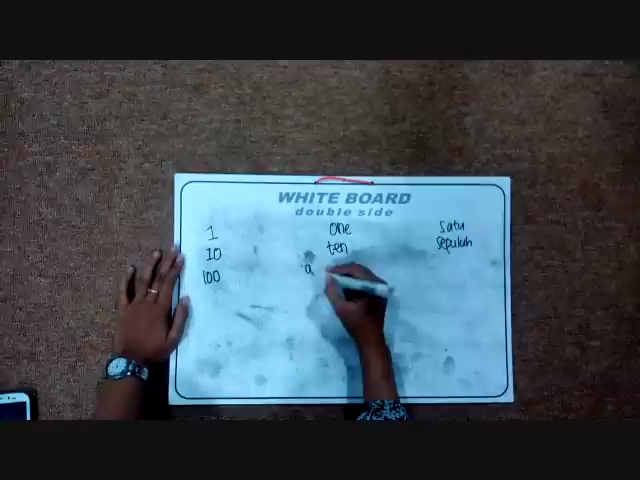 WHITE BOARD
double side
1 one satu
10 ten sepuluh
100 a